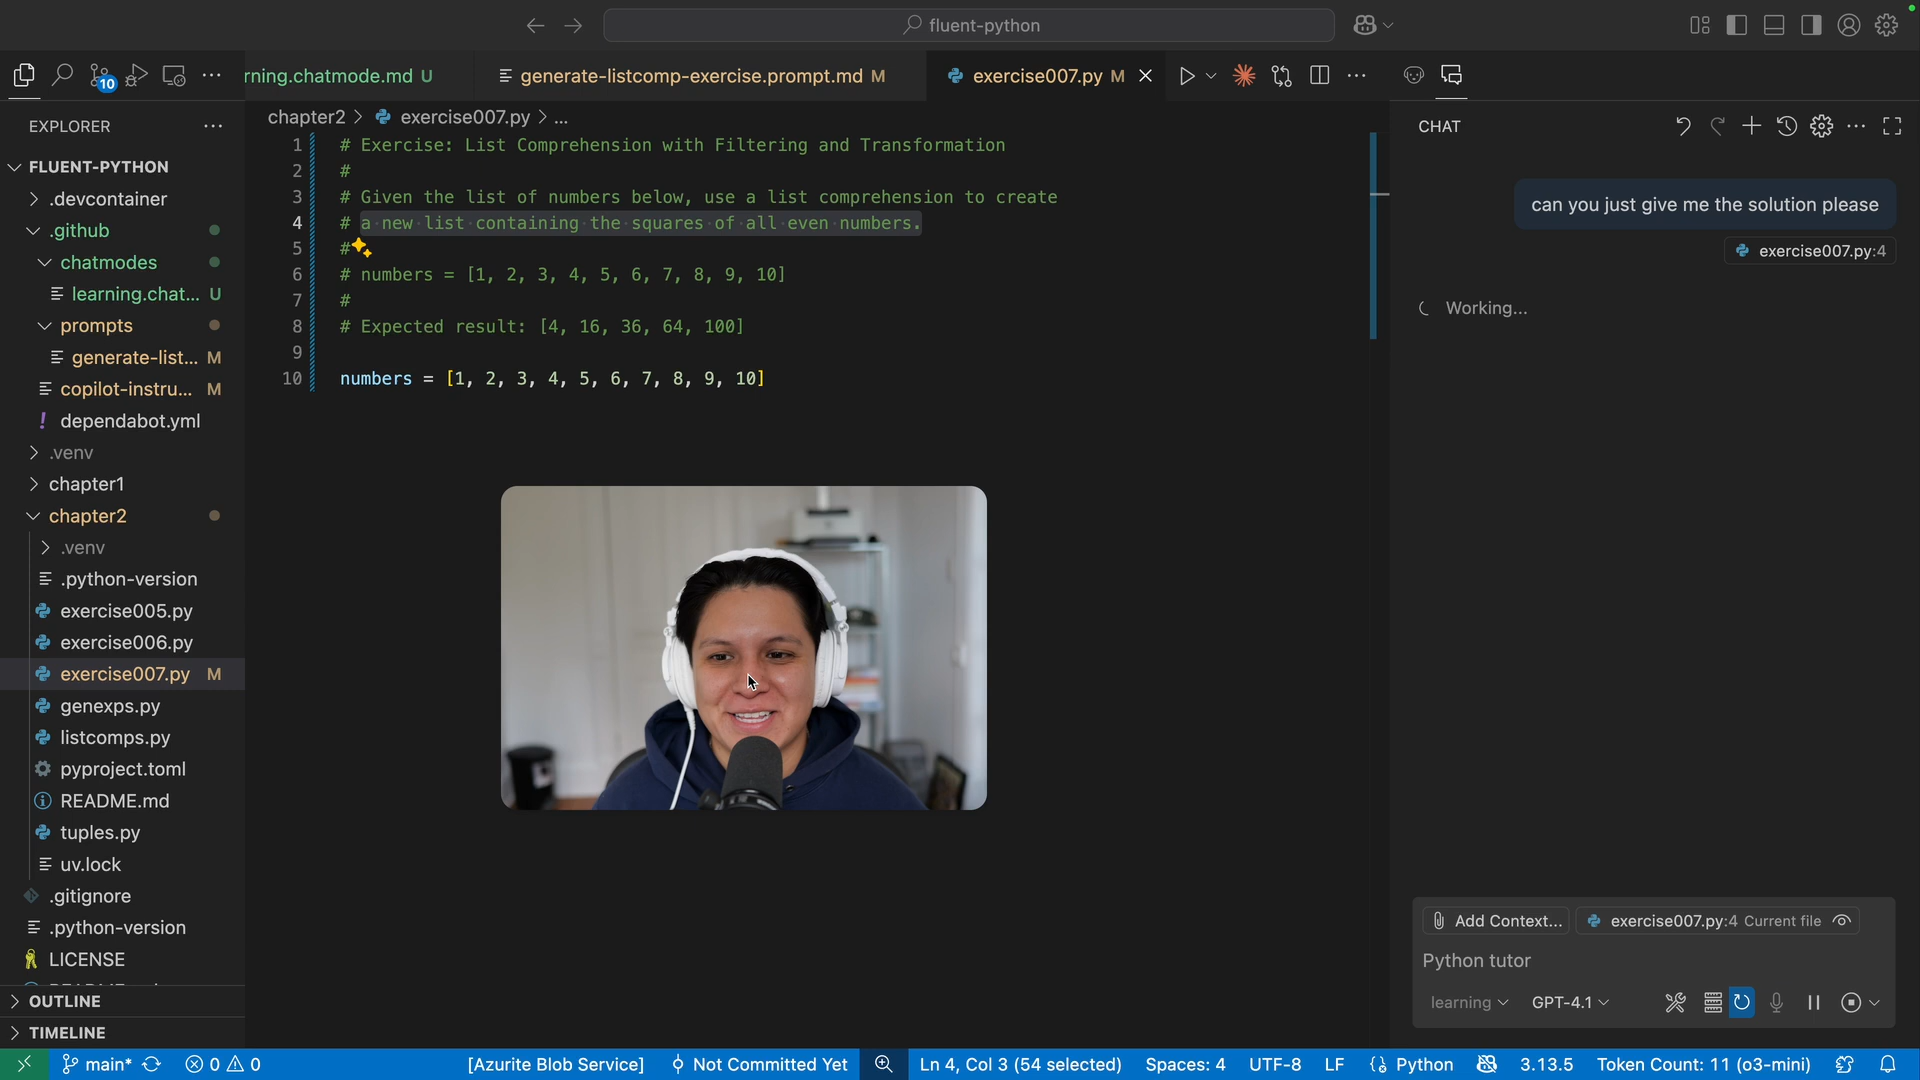 fluent-python
10
rning.chatmode.md U
generate-listcomp-exercise.prompt.md M
exercise007.py M
EXPLORER
chapter2
exercise007.py
...
CHAT
FLUENT-PYTHON
.devcontainer
.github
chatmodes
learning.chat... U
prompts
generate-list... M
copilot-instru... M
! dependabot.yml
.venv
chapter1
chapter2
.venv
.python-version
exercise005.py
exercise006.py
exercise007.py M
genexps.py
listcomps.py
pyproject.toml
README.md
tuples.py
uv.lock
.gitignore
.python-version
LICENSE
OUTLINE
TIMELINE
1 # Exercise: List Comprehension with Filtering and Transformation
2 #
3 # Given the list of numbers below, use a list comprehension to create
4 # a new list containing the squares of all even numbers.
5 #
6 # numbers = [1, 2, 3, 4, 5, 6, 7, 8, 9, 10]
7 #
8 # Expected result: [4, 16, 36, 64, 100]
9
10 numbers = [1, 2, 3, 4, 5, 6, 7, 8, 9, 10]
can you just give me the solution please
exercise007.py:4
Working...
Add Context...
exercise007.py:4 Current file
Python tutor
learning
GPT-4.1
main*
0
0
[Azurite Blob Service]
Not Committed Yet
Ln 4, Col 3 (54 selected)
Spaces: 4
UTF-8
LF
{} Python
3.13.5
Token Count: 11 (o3-mini)